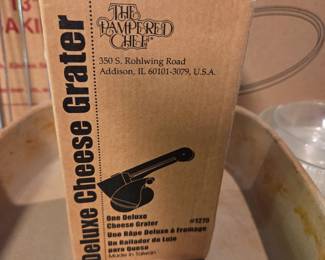 THE
PAMPERED
CHEF
350 S. Rohlwing Road
Addison, IL 60101-3079, U.S.A.
Deluxe Cheese Grater
One Deluxe
Cheese Grater #1275
Une Râpe Deluxe à fromage
Un Rallador de Lujo
para Queso
Made in Taiwan